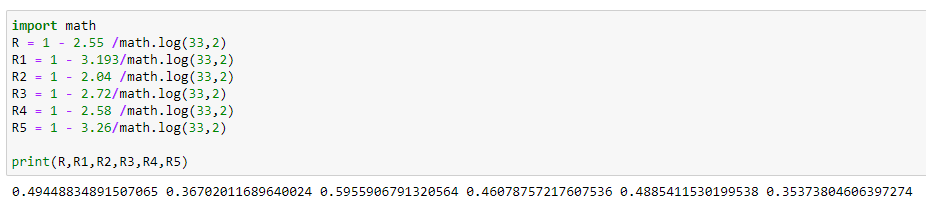 import math
R = 1 - 2.55 /math.log(33,2)
R1 = 1 - 3.193/math.log(33,2)
R2 = 1 - 2.04 /math.log(33,2)
R3 = 1 - 2.72/math.log(33,2)
R4 = 1 - 2.58 /math.log(33,2)
R5 = 1 - 3.26/math.log(33,2)
print(R,R1,R2,R3,R4,R5)
0.49448834891507065 0.36702011689640024 0.5955906791320564 0.46078757217607536 0.4885411530199538 0.35373804606397274